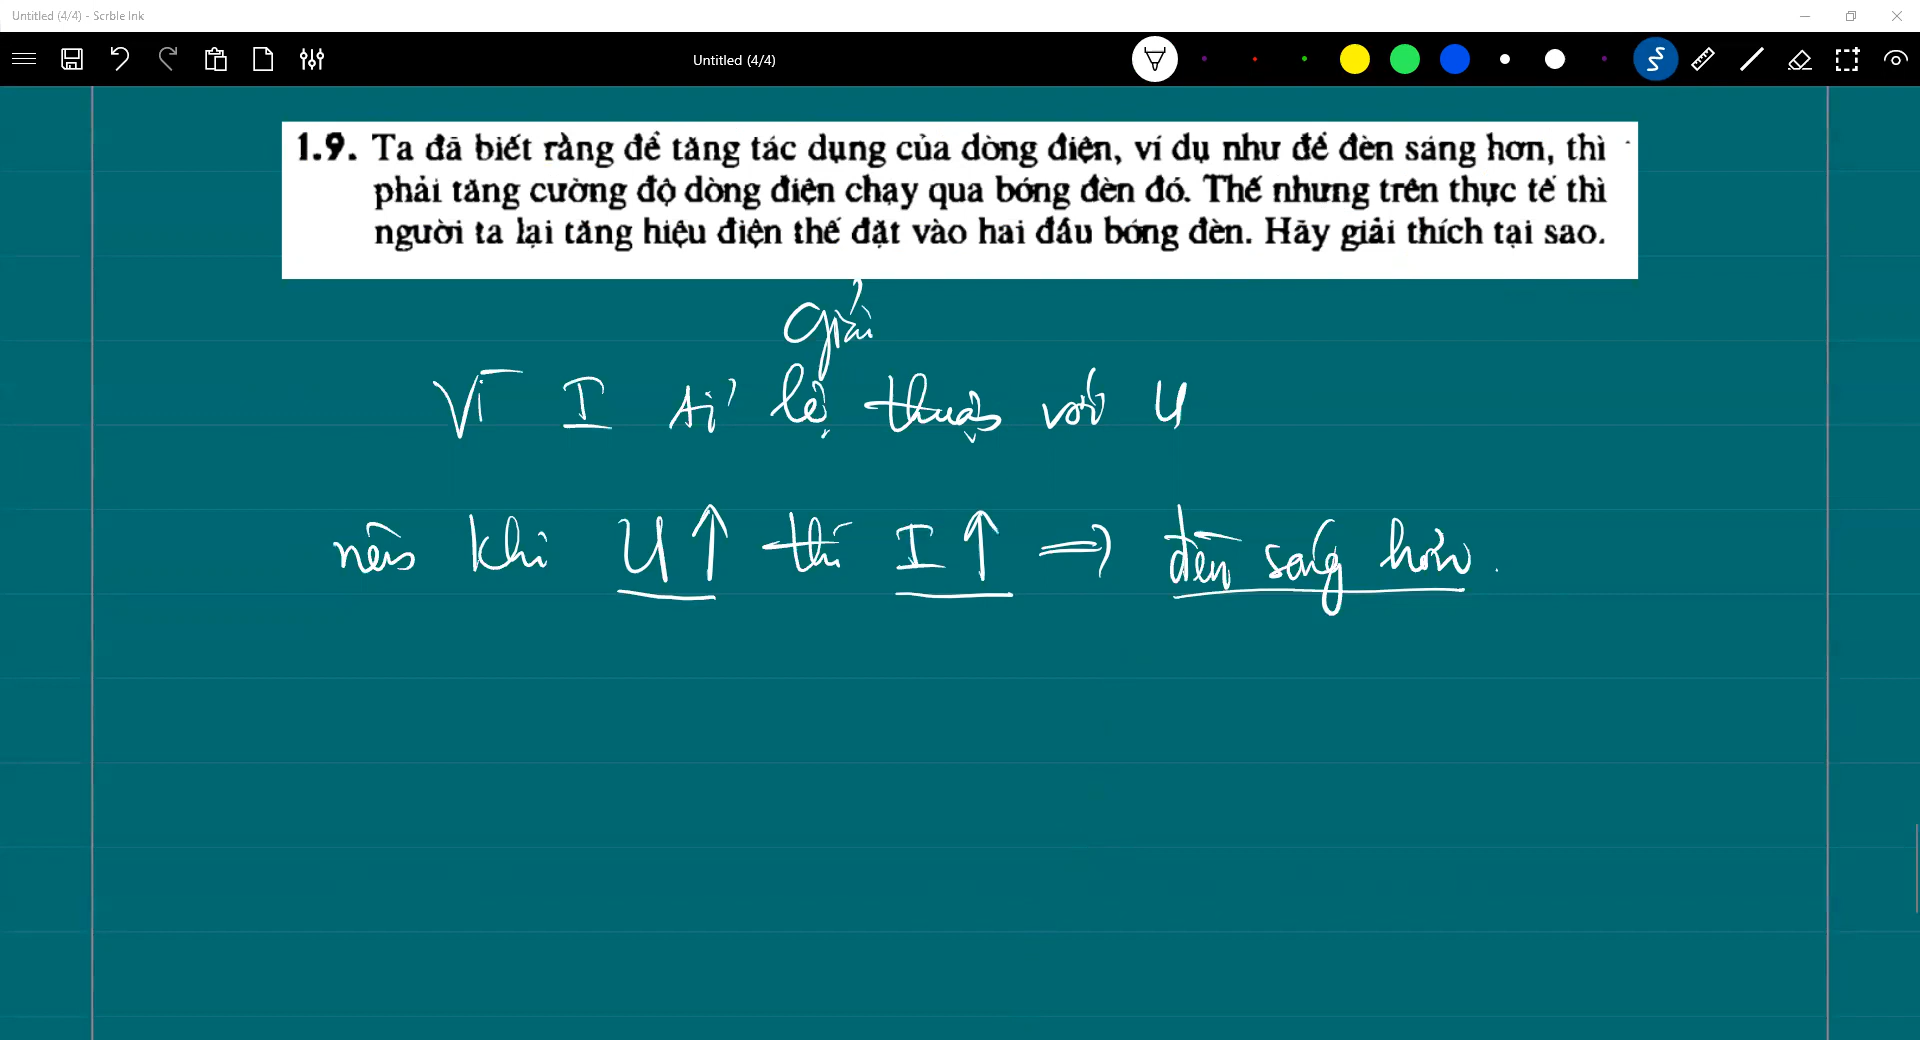 Untitled (4/4) - Scrble Ink
Untitled (4/4)
1.9. Ta đã biết rằng để tăng tác dụng của dòng điện, ví dụ như để đèn sáng hơn, thì
phải tăng cường độ dòng điện chạy qua bóng đèn đó. Thế nhưng trên thực tế thì
người ta lại tăng hiệu điện thế đặt vào hai đầu bóng đèn. Hãy giải thích tại sao.
Giải
Vì I tỉ lệ thuận với U
nên khi U↑ thì I↑ => đèn sáng hơn.